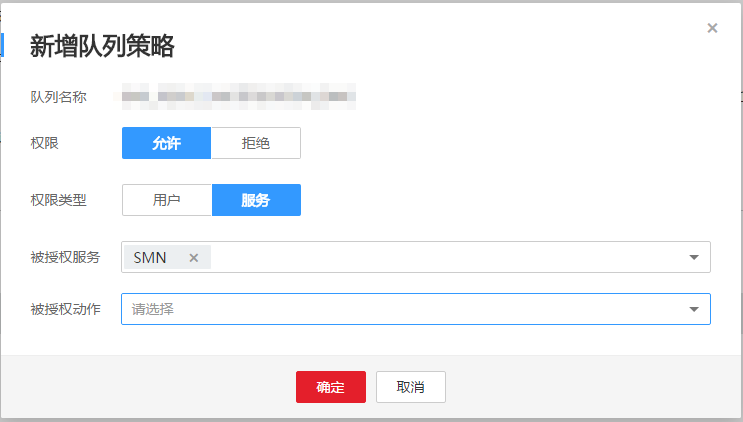 新增队列策略
×
队列名称
权限
允许 拒绝
权限类型
用户 服务
被授权服务
SMN ×
被授权动作
请选择
确定 取消